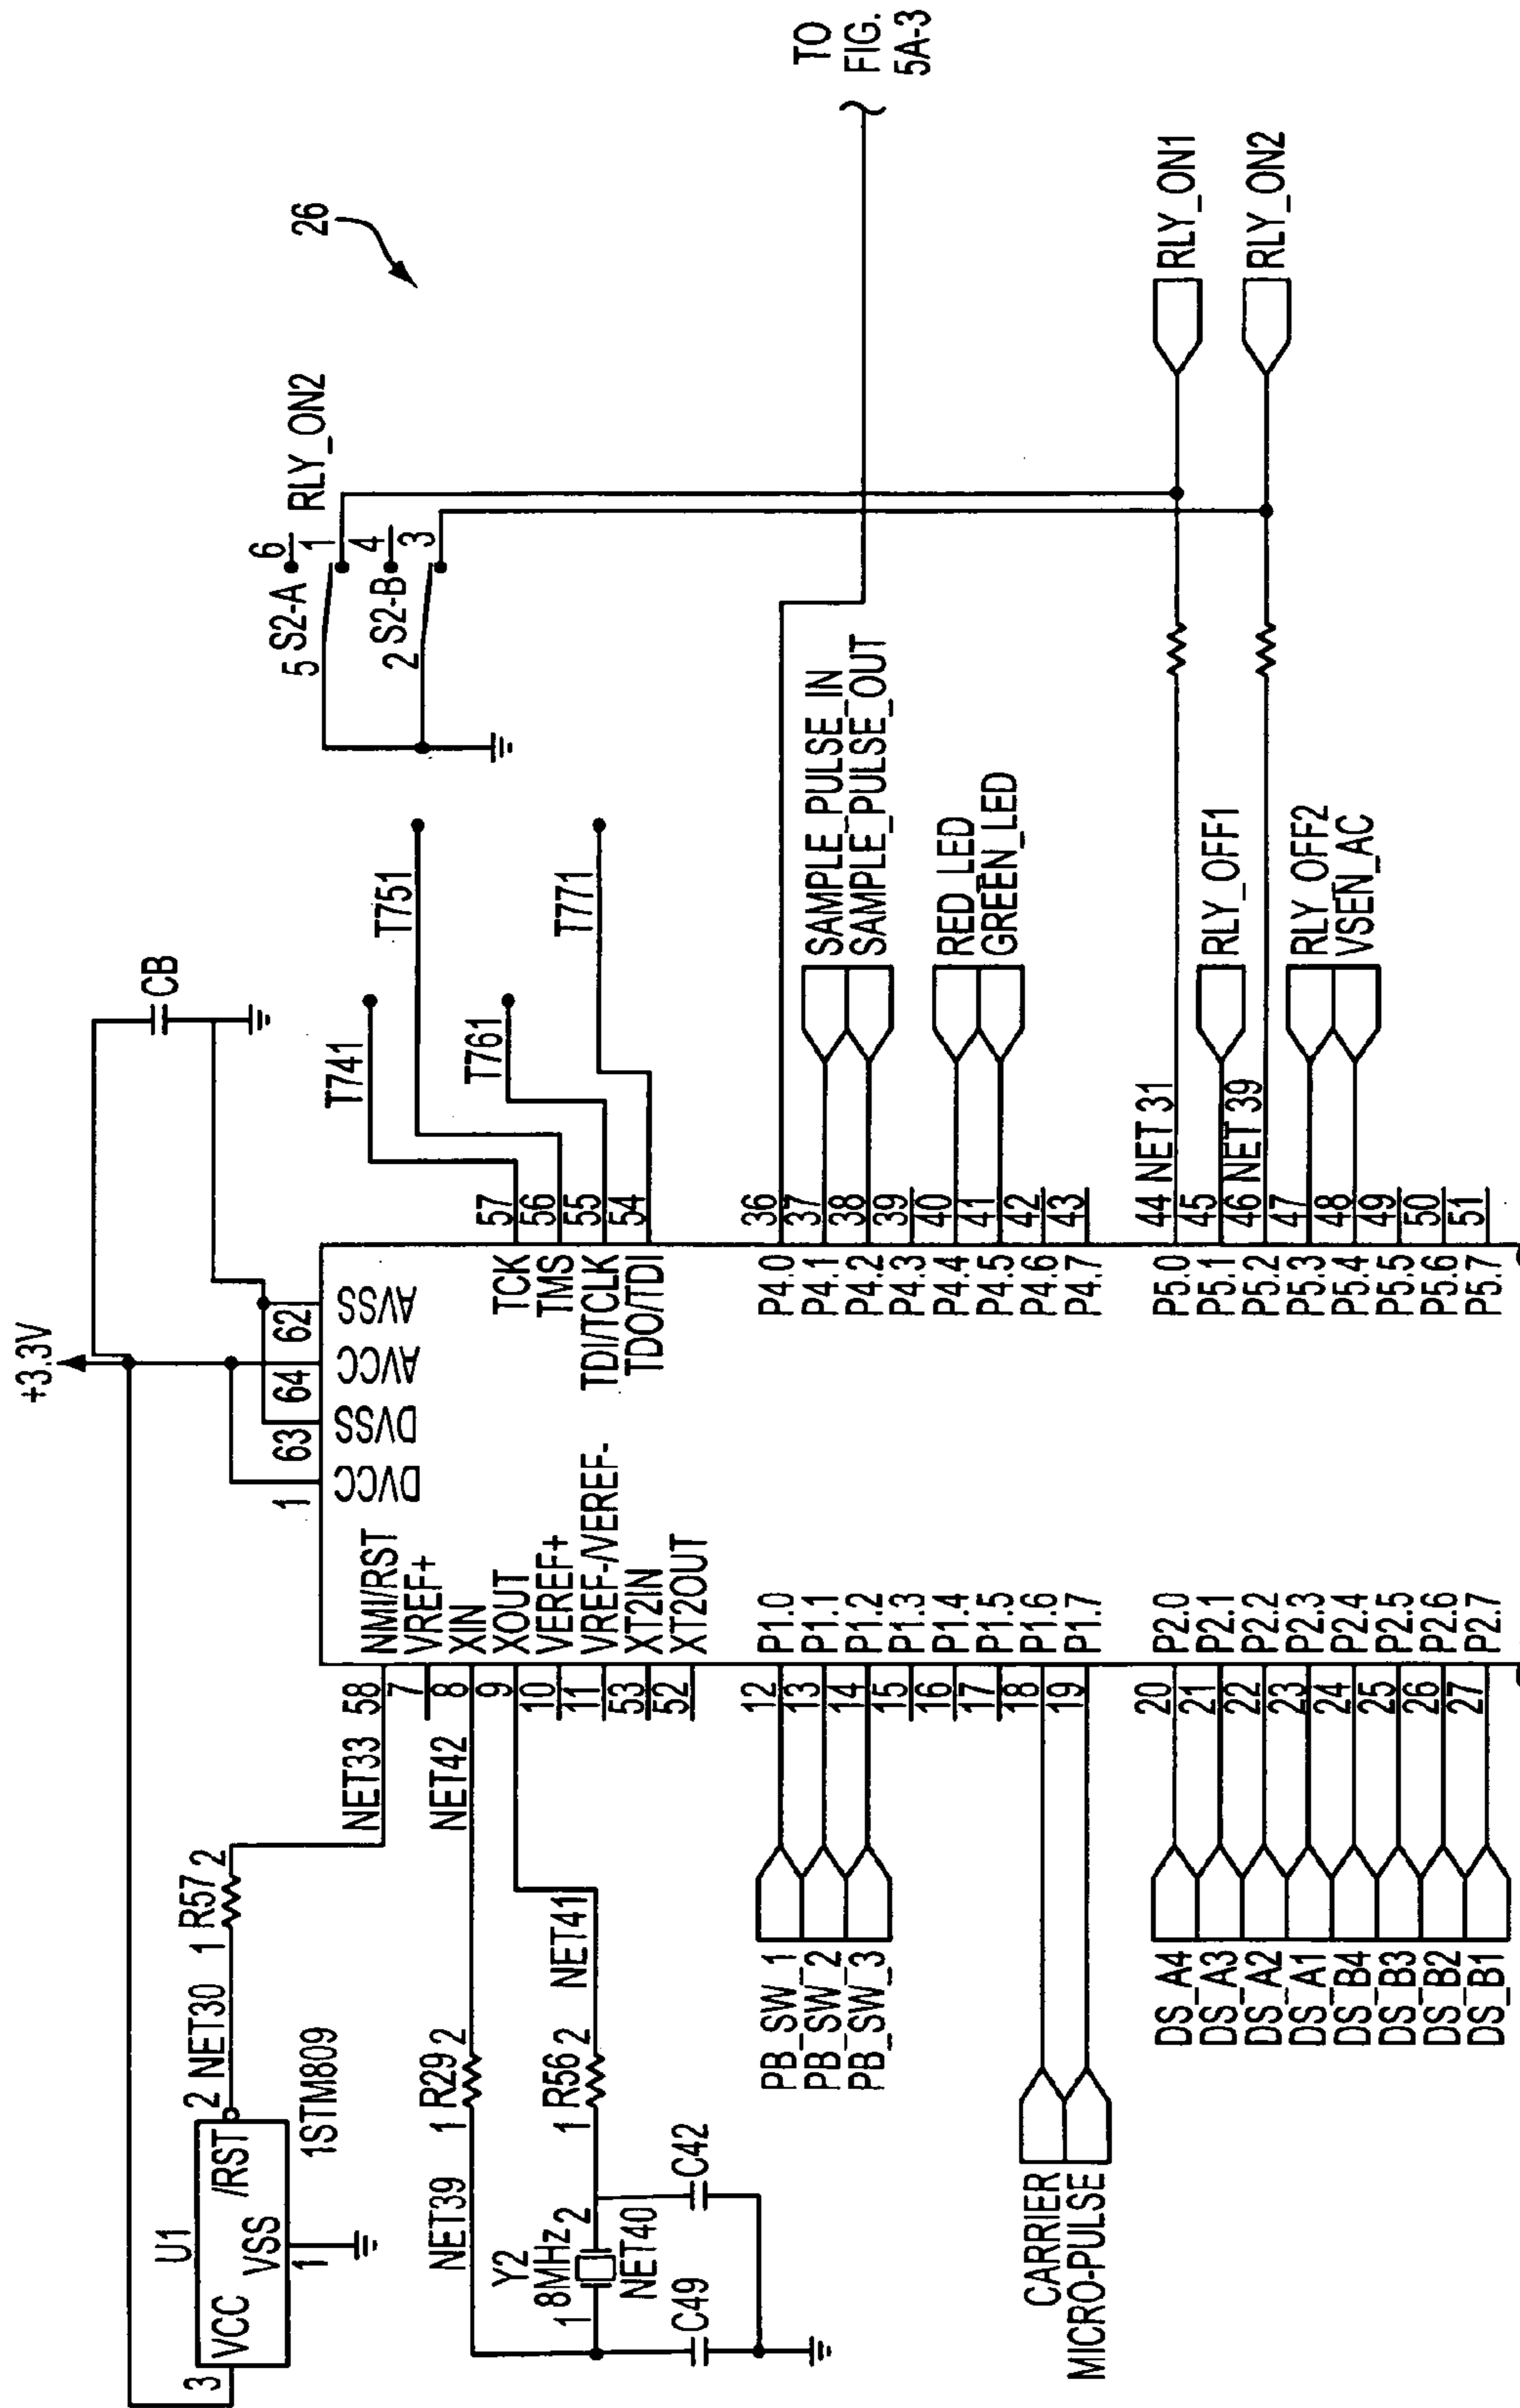 +3.3V
CB
26
U1
VCC
/RST
VSS
3
2
1
1STM809
NET30
1
R57
2
NET33
NET39
1
R29
2
NET42
Y2
8MHz
1
2
NET40
1
R56
2
NET41
C49
C42
1
63
64
62
DVCC
DVSS
AVCC
AVSS
58
NMI/RST
7
VREF+
8
XIN
9
XOUT
10
VEREF+
11
VREF-/VEREF-
53
XT2IN
52
XT2OUT
TCK
57
TMS
56
TDI/TCLK
55
TDO/TDI
54
T741
T751
T761
T771
5
S2-A
6
1
RLY_ON2
2
S2-B
4
3
PB_SW_1
PB_SW_2
PB_SW_3
12
P1.0
13
P1.1
14
P1.2
15
P1.3
16
P1.4
17
P1.5
18
P1.6
19
P1.7
CARRIER
MICRO-PULSE
P4.0
36
P4.1
37
P4.2
38
P4.3
39
P4.4
40
P4.5
41
P4.6
42
P4.7
43
SAMPLE_PULSE_IN
SAMPLE_PULSE_OUT
RED_LED
GREEN_LED
TO
FIG.
5A-3
DS_A4
DS_A3
DS_A2
DS_A1
DS_B4
DS_B3
DS_B2
DS_B1
20
P2.0
21
P2.1
22
P2.2
23
P2.3
24
P2.4
25
P2.5
26
P2.6
27
P2.7
P5.0
44
NET 31
P5.1
45
P5.2
46
NET 39
P5.3
47
P5.4
48
P5.5
49
P5.6
50
P5.7
51
RLY_OFF1
RLY_OFF2
VSEN_AC
RLY_ON1
RLY_ON2